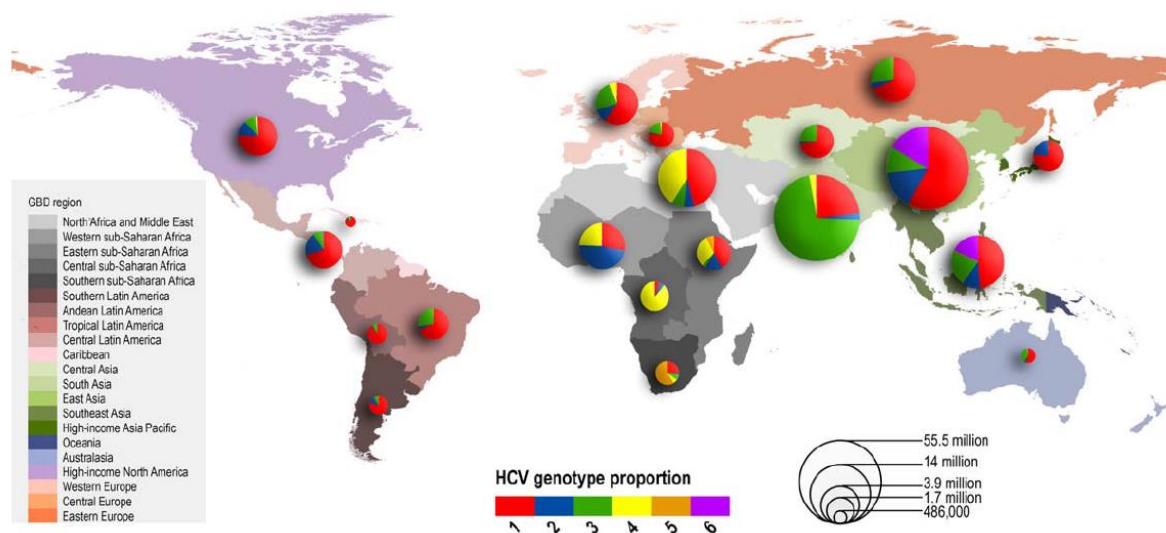 GBD region
North Africa and Middle East
Western sub-Saharan Africa
Eastern sub-Saharan Africa
Central sub-Saharan Africa
Southern sub-Saharan Africa
Southern Latin America
Andean Latin America
Tropical Latin America
Central Latin America
Caribbean
Central Asia
South Asia
East Asia
Southeast Asia
High-income Asia Pacific
Oceania
Australasia
High-income North America
Western Europe
Central Europe
Eastern Europe
HCV genotype proportion
1 2 3 4 5 6
55.5 million
14 million
3.9 million
1.7 million
486,000